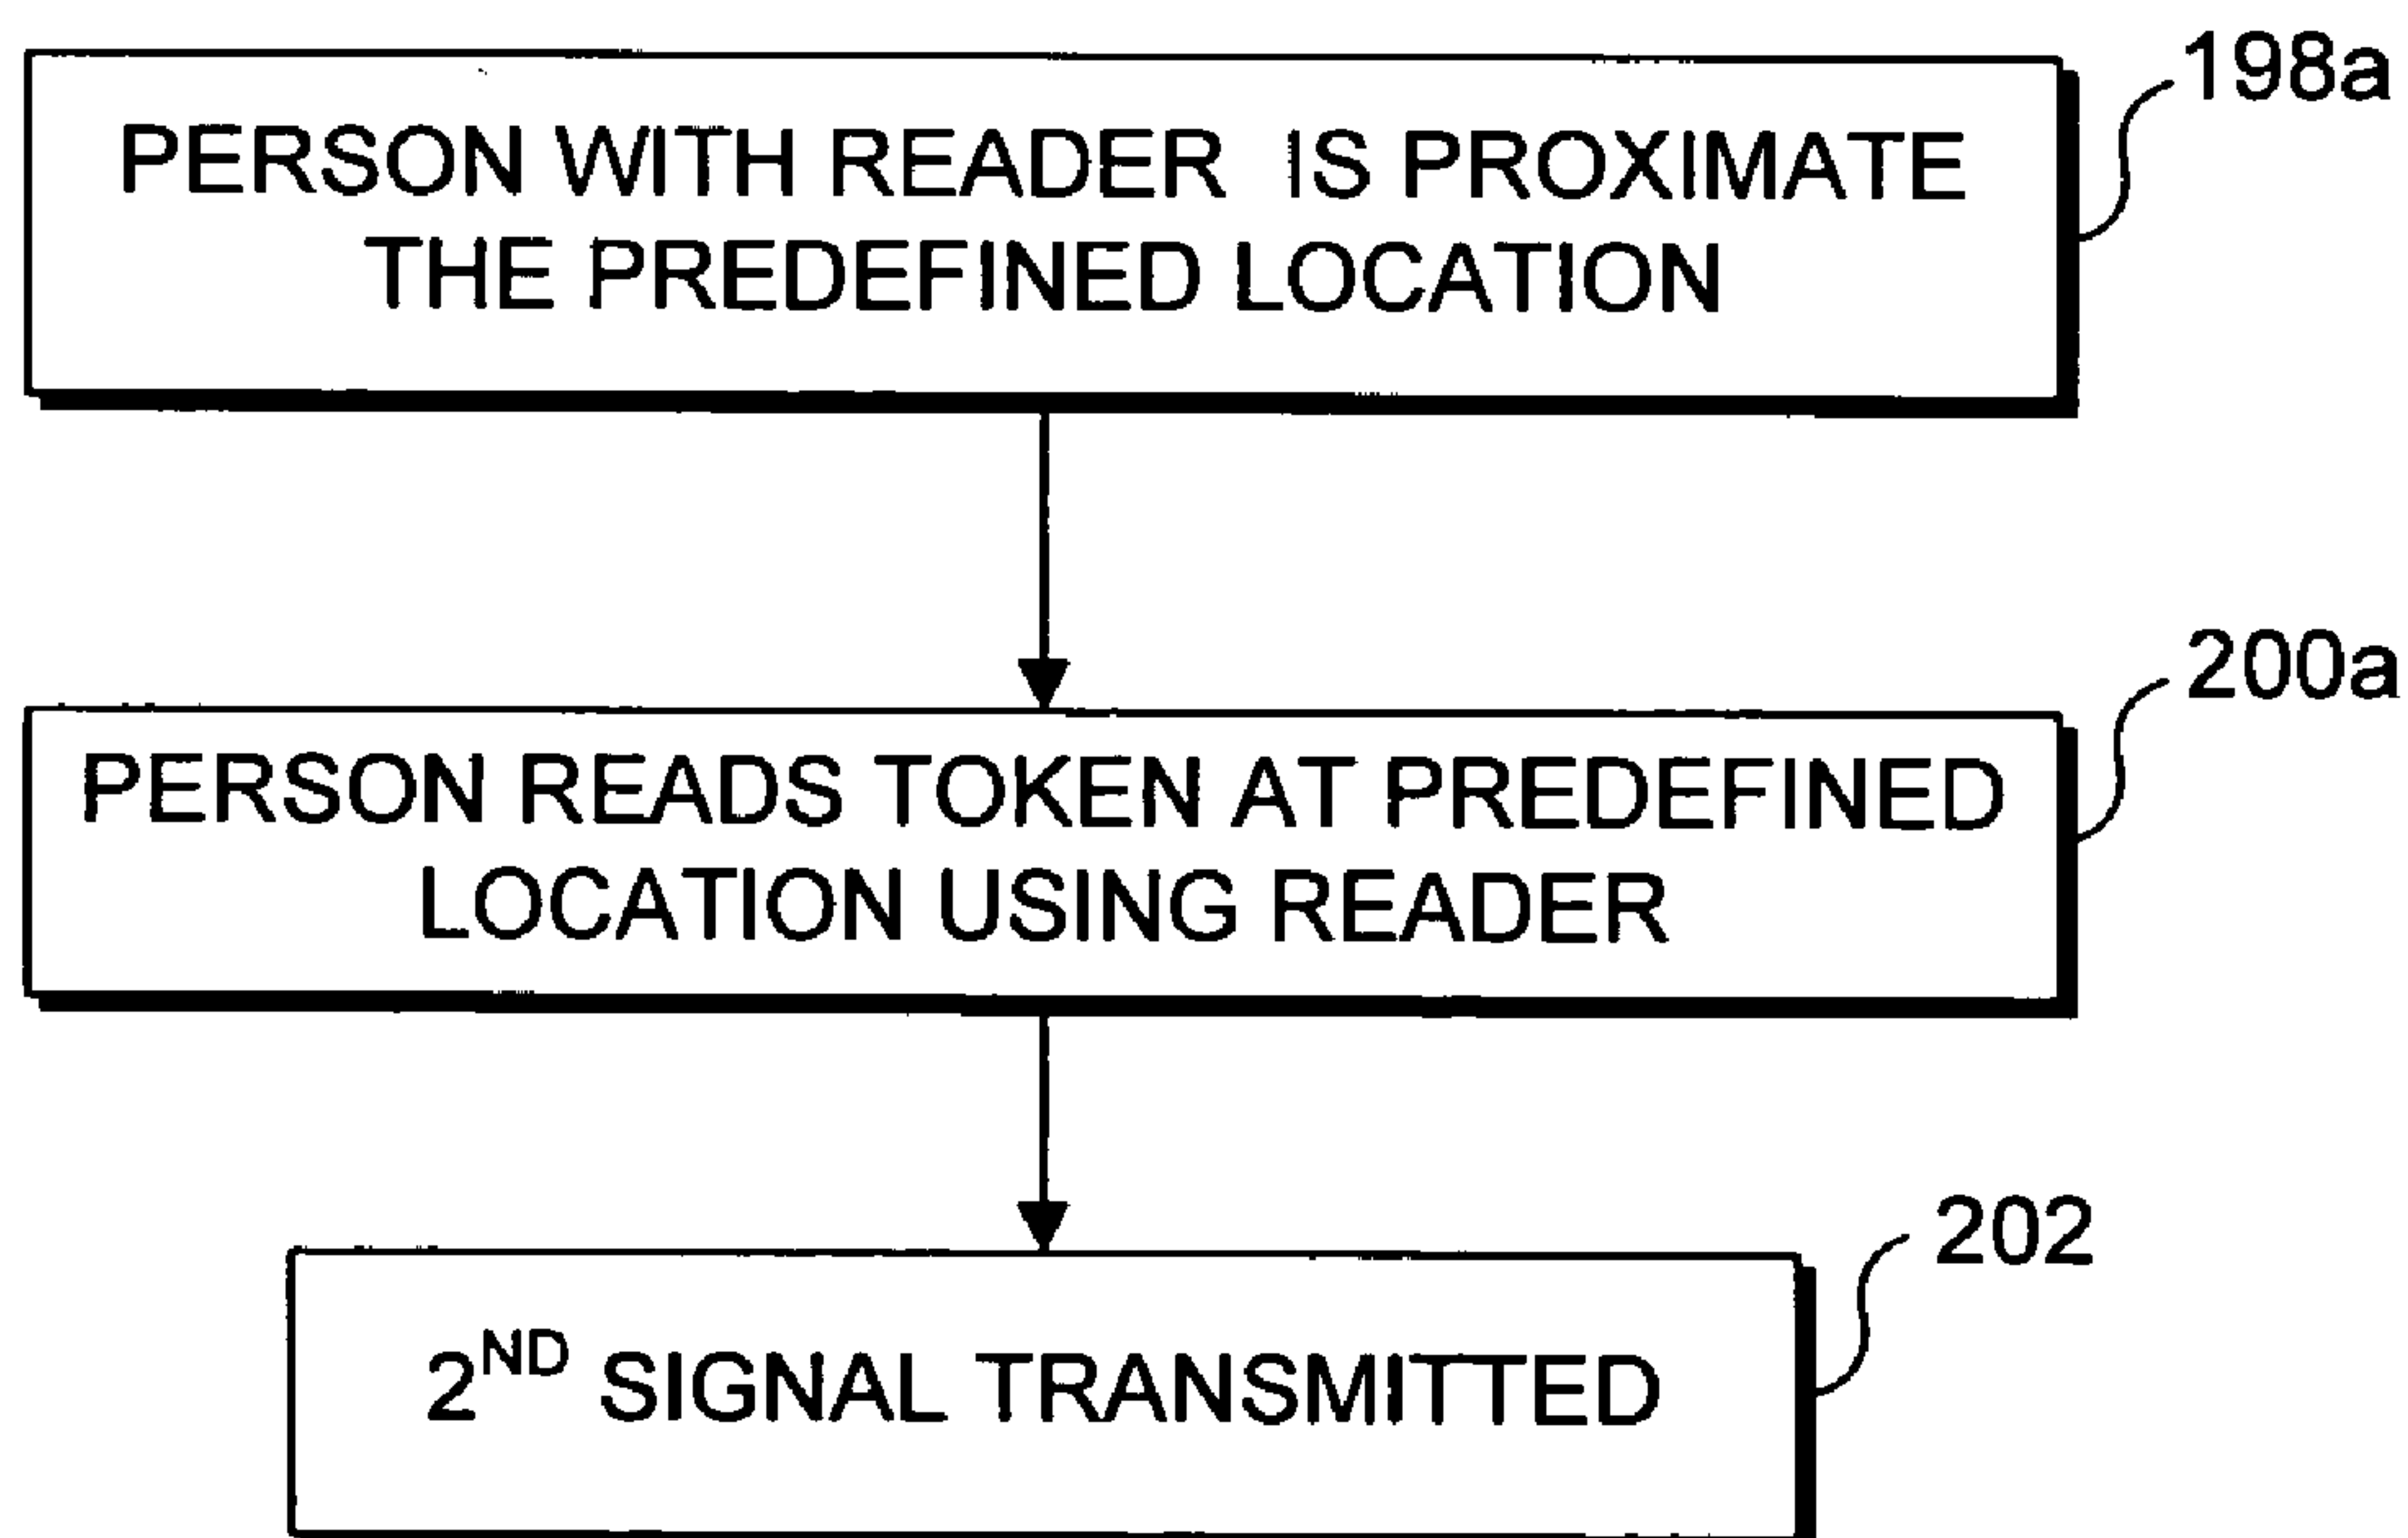 198a
PERSON WITH READER IS PROXIMATE
THE PREDEFINED LOCATION
200a
PERSON READS TOKEN AT PREDEFINED
LOCATION USING READER
202
2ND SIGNAL TRANSMITTED